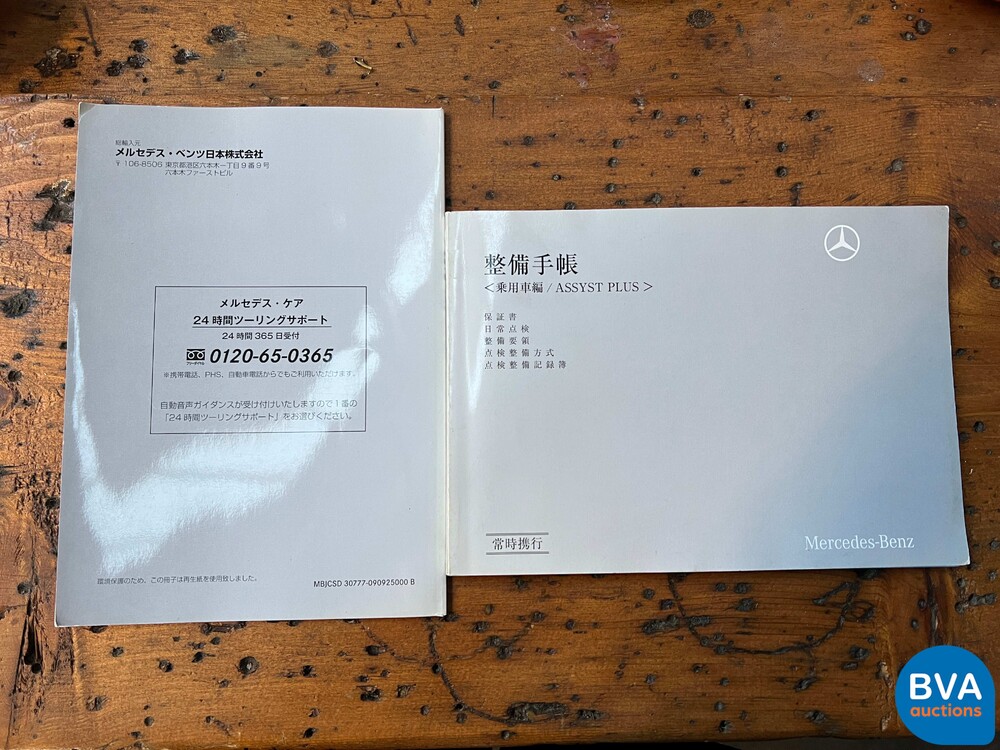 総輸入元
メルセデス・ベンツ日本株式会社
〒106-8506 東京都港区六本木一丁目9番9号
六本木ファーストビル
メルセデス・ケア
24時間ツーリングサポート
24時間365日受付
フリーダイヤル 0120-65-0365
※携帯電話、PHS、自動車電話からでもご利用いただけます。
自動音声ガイダンスが受け付けいたしますので1番の
「24時間ツーリングサポート」をお選びください。
環境保護のため、この冊子は再生紙を使用致しました。
MBJCSD 30777-090925000 B
整備手帳
<乗用車編/ASSYST PLUS>
保証書
日常点検
整備要領
点検整備方式
点検整備記録簿
常時携行
Mercedes-Benz
BVA
auctions